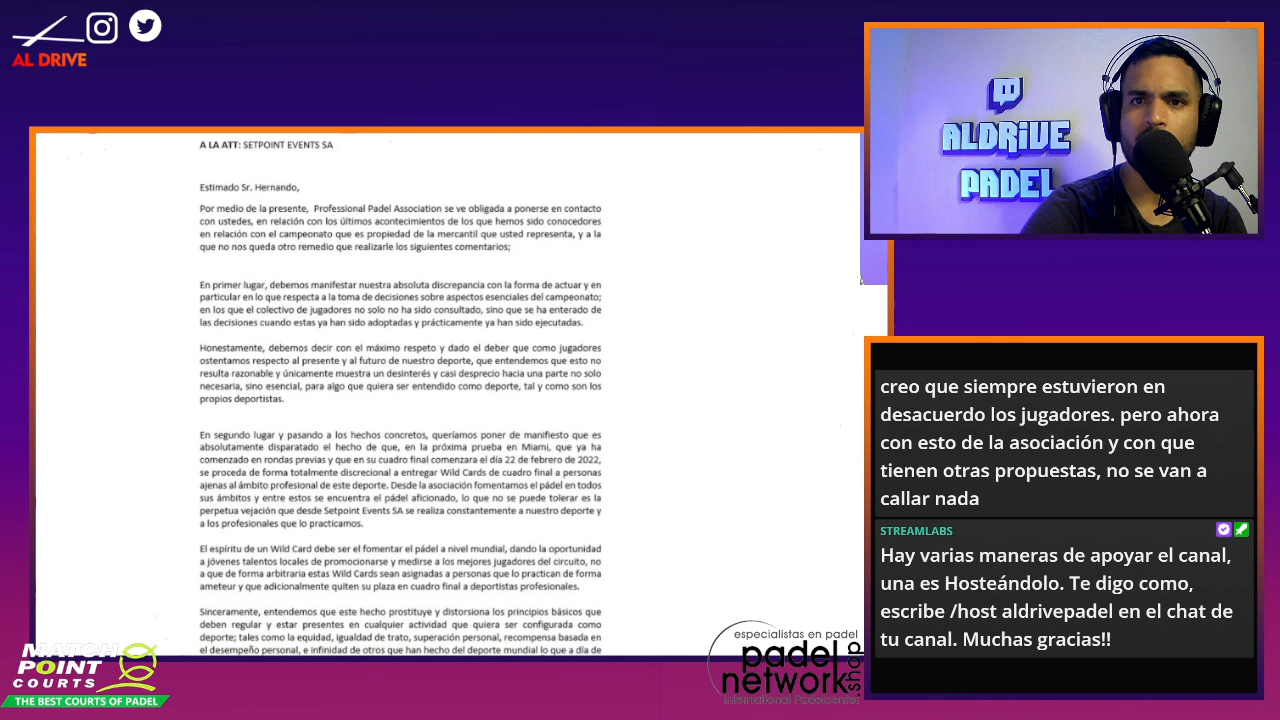 AL DRIVE
A LA ATT: SETPOINT EVENTS SA
Estimado Sr. Hernando,
Por medio de la presente, Professional Padel Association se ve obligada a ponerse en contacto
con ustedes, en relación con los últimos acontecimientos de los que hemos sido conocedores
en relación con el campeonato que es propiedad de la mercantil que usted representa, y a la
que no nos queda otro remedio que realizarle los siguientes comentarios;
En primer lugar, debemos manifestar nuestra absoluta discrepancia con la forma de actuar y en
particular en lo que respecta a la toma de decisiones sobre aspectos esenciales del campeonato;
en los que el colectivo de jugadores no solo no ha sido consultado, sino que se ha enterado de
las decisiones cuando estas ya han sido adoptadas y prácticamente ya han sido ejecutadas.
Honestamente, debemos decir con el máximo respeto y dado el deber que como jugadores
ostentamos respecto al presente y al futuro de nuestro deporte, que entendemos que esto no
resulta razonable y únicamente muestra un desinterés y casi desprecio hacia una parte no solo
necesaria, sino esencial, para algo que quiera ser entendido como deporte, tal y como son los
propios deportistas.
En segundo lugar y pasando a los hechos concretos, queríamos poner de manifiesto que es
absolutamente disparatado el hecho de que, en la próxima prueba en Miami, que ya ha
comenzado en rondas previas y que en su cuadro final comenzara el día 22 de febrero de 2022,
se proceda de forma totalmente discrecional a entregar Wild Cards de cuadro final a personas
ajenas al ámbito profesional de este deporte. Desde la asociación fomentamos el pádel en todos
sus ámbitos y entre estos se encuentra el pádel aficionado, lo que no se puede tolerar es la
perpetua vejación que desde Setpoint Events SA se realiza constantemente a nuestro deporte y
a los profesionales que lo practicamos.
El espíritu de un Wild Card debe ser el fomentar el pádel a nivel mundial, dando la oportunidad
a jóvenes talentos locales de promocionarse y medirse a los mejores jugadores del circuito, no
a que de forma arbitraria estas Wild Cards sean asignadas a personas que lo practican de forma
ameteur y que adicionalmente quiten su plaza en cuadro final a deportistas profesionales.
Sinceramente, entendemos que este hecho prostituye y distorsiona los principios básicos que
deben regular y estar presentes en cualquier actividad que quiera ser configurada como
deporte; tales como la equidad, igualdad de trato, superación personal, recompensa basada en
el desempeño personal, e infinidad de otros que han hecho del deporte mundial lo que a día de
ALDRIVE
PADEL
creo que siempre estuvieron en
desacuerdo los jugadores. pero ahora
con esto de la asociación y con que
tienen otras propuestas, no se van a
callar nada
STREAMLABS
Hay varias maneras de apoyar el canal,
una es Hosteándolo. Te digo como,
escribe /host aldrivepadel en el chat de
tu canal. Muchas gracias!!
MATCH
POINT
COURTS
THE BEST COURTS OF PADEL
especialistas en padel
padel
network
.shop
International Padelcenter